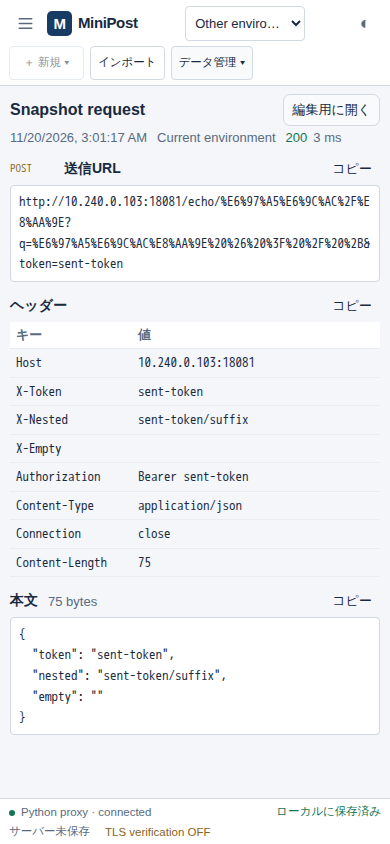 M MiniPost Other enviro…
＋ 新規 ▾ インポート データ管理 ▾
Snapshot request 編集用に開く
11/20/2026, 3:01:17 AM Current environment 200 3 ms
POST 送信URL コピー
http://10.240.0.103:18081/echo/%E6%97%A5%E6%9C%AC%2F%E
8%AA%9E?
q=%E6%97%A5%E6%9C%AC%E8%AA%9E%20%26%20%3F%20%2F%20%2B&
token=sent-token
ヘッダー コピー
キー 値
Host 10.240.0.103:18081
X-Token sent-token
X-Nested sent-token/suffix
X-Empty
Authorization Bearer sent-token
Content-Type application/json
Connection close
Content-Length 75
本文 75 bytes コピー
{
"token": "sent-token",
"nested": "sent-token/suffix",
"empty": ""
}
Python proxy · connected ローカルに保存済み
サーバー未保存 TLS verification OFF